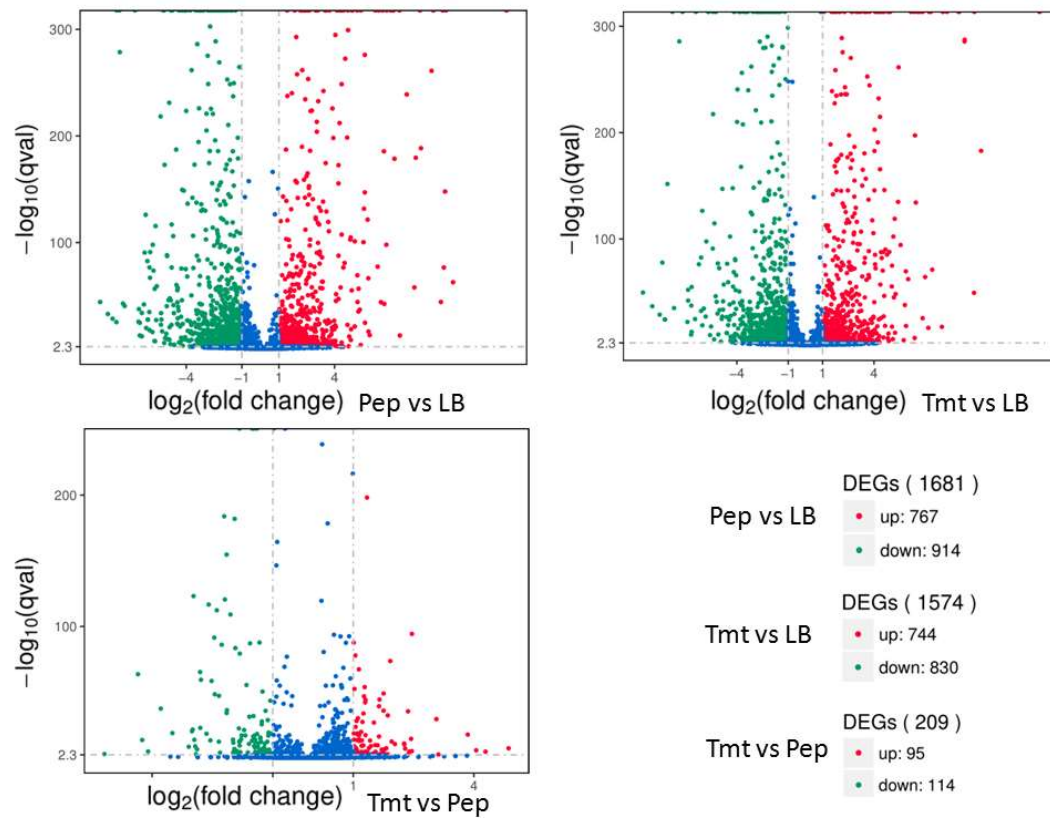 300
200
100
2.3
−log10(qval)
−4 −1 1 4
log2(fold change) Pep vs LB
300
200
100
2.3
−log10(qval)
−4 −1 1 4
log2(fold change) Tmt vs LB
200
100
2.3
−log10(qval)
1 4
log2(fold change) Tmt vs Pep
Pep vs LB
DEGs ( 1681 )
up: 767
down: 914
Tmt vs LB
DEGs ( 1574 )
up: 744
down: 830
Tmt vs Pep
DEGs ( 209 )
up: 95
down: 114